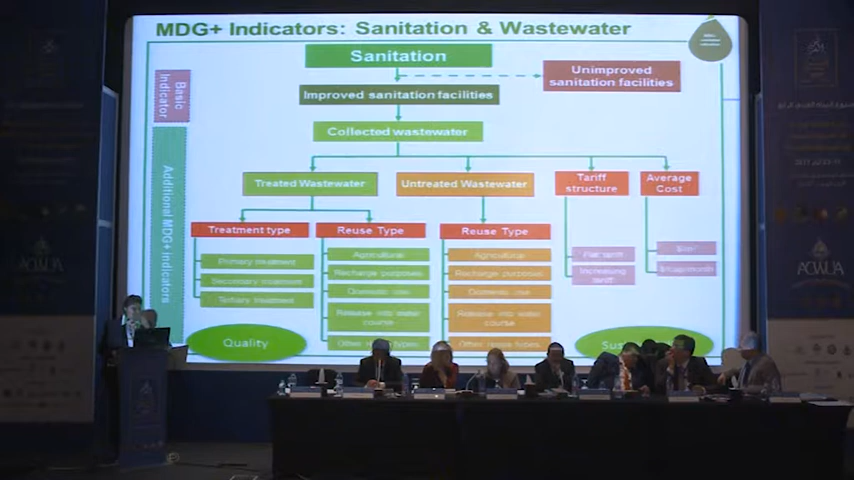 MDG+ Indicators: Sanitation & Wastewater
Sanitation
Unimproved
sanitation facilities
Basic
Indicator
Improved sanitation facilities
Collected wastewater
Additional MDG+ indicators
Treated Wastewater
Untreated Wastewater
Tariff
structure
Average
Cost
Treatment type
Reuse Type
Reuse Type
Primary treatment
Secondary treatment
Tertiary treatment
Agricultural
Recharge purposes
Domestic use
Release into water
course
Other reuse types
Agricultural
Recharge purposes
Domestic use
Release into water
course
Other reuse types
Flat tariff
Increasing
tariff
Quality
ACWUA
ACWUA